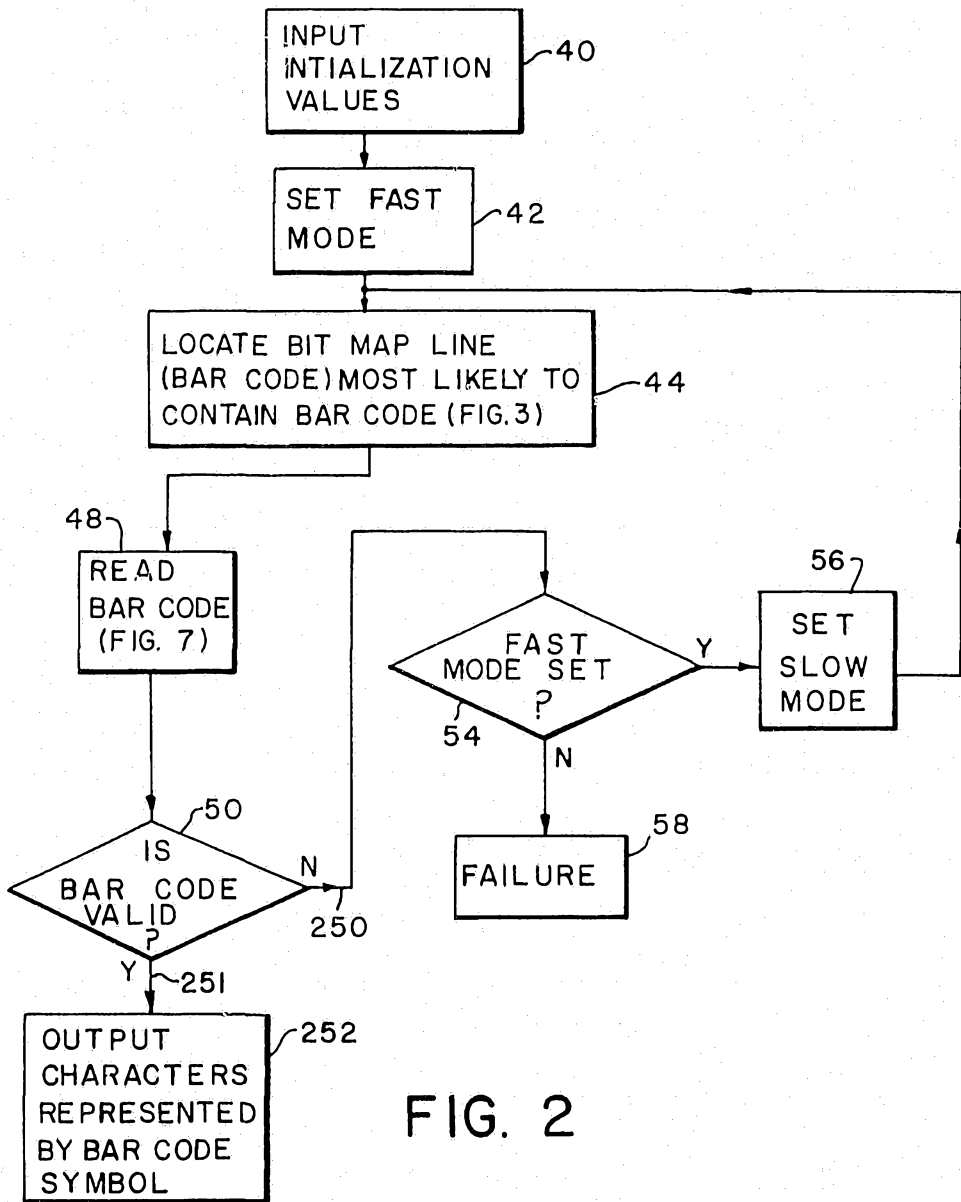 INPUT
INTIALIZATION
VALUES
40
SET FAST
MODE
42
LOCATE BIT MAP LINE
(BAR CODE) MOST LIKELY TO
CONTAIN BAR CODE (FIG. 3)
44
48
READ
BAR CODE
(FIG. 7)
50
IS
BAR CODE
VALID
?
N
250
Y
251
OUTPUT
CHARACTERS
REPRESENTED
BY BAR CODE
SYMBOL
252
FAST
MODE SET
?
54
Y
N
56
SET
SLOW
MODE
58
FAILURE
FIG. 2